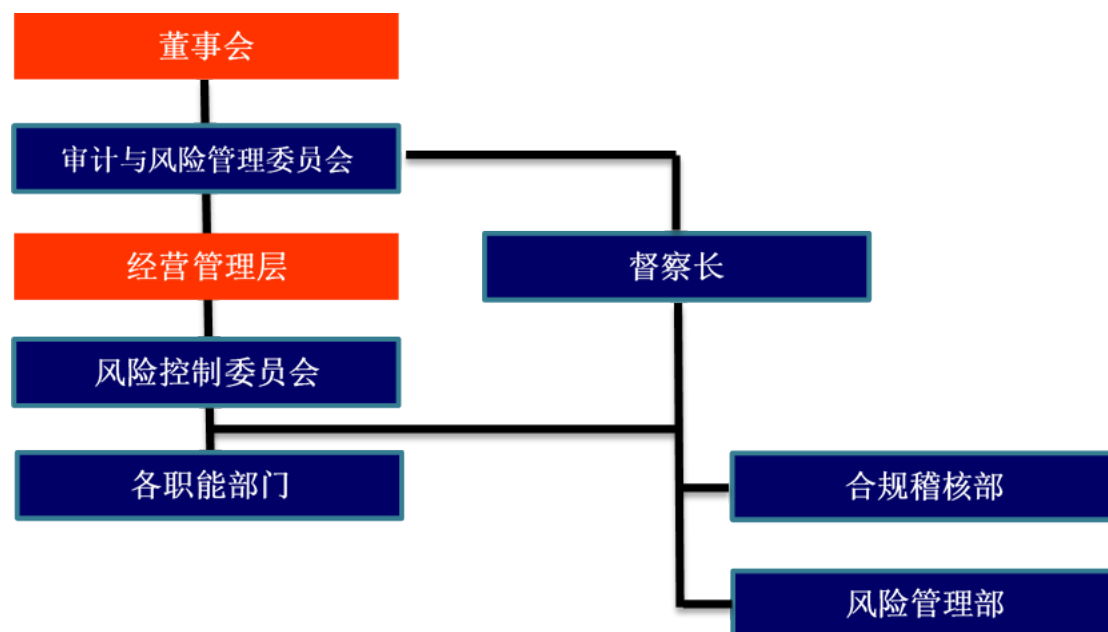 董事会
审计与风险管理委员会
经营管理层
督察长
风险控制委员会
各职能部门
合规稽核部
风险管理部